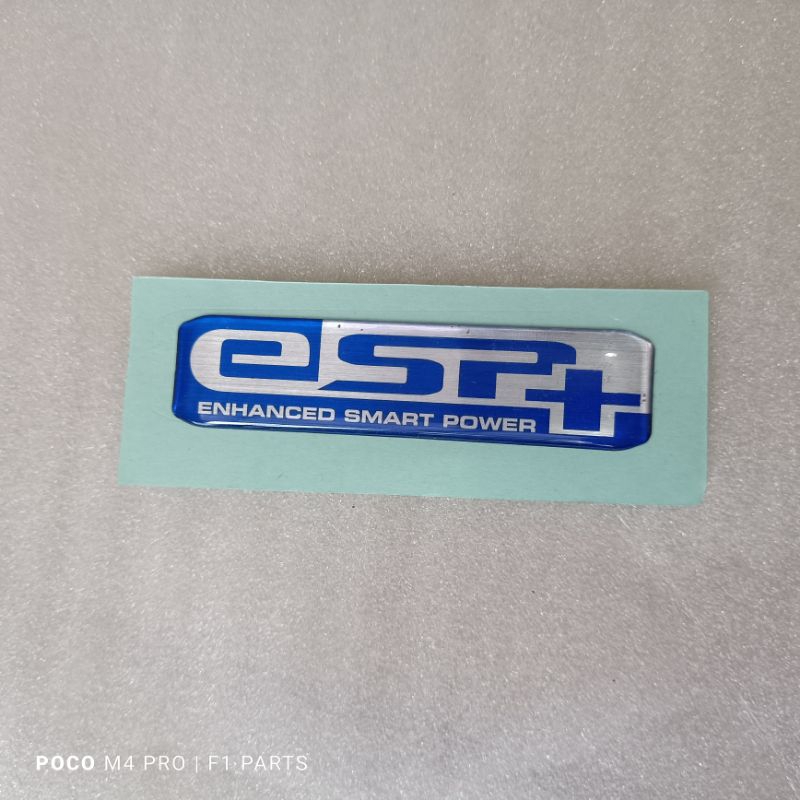 eSP+
ENHANCED SMART POWER
POCO M4 PRO | F1 PARTS